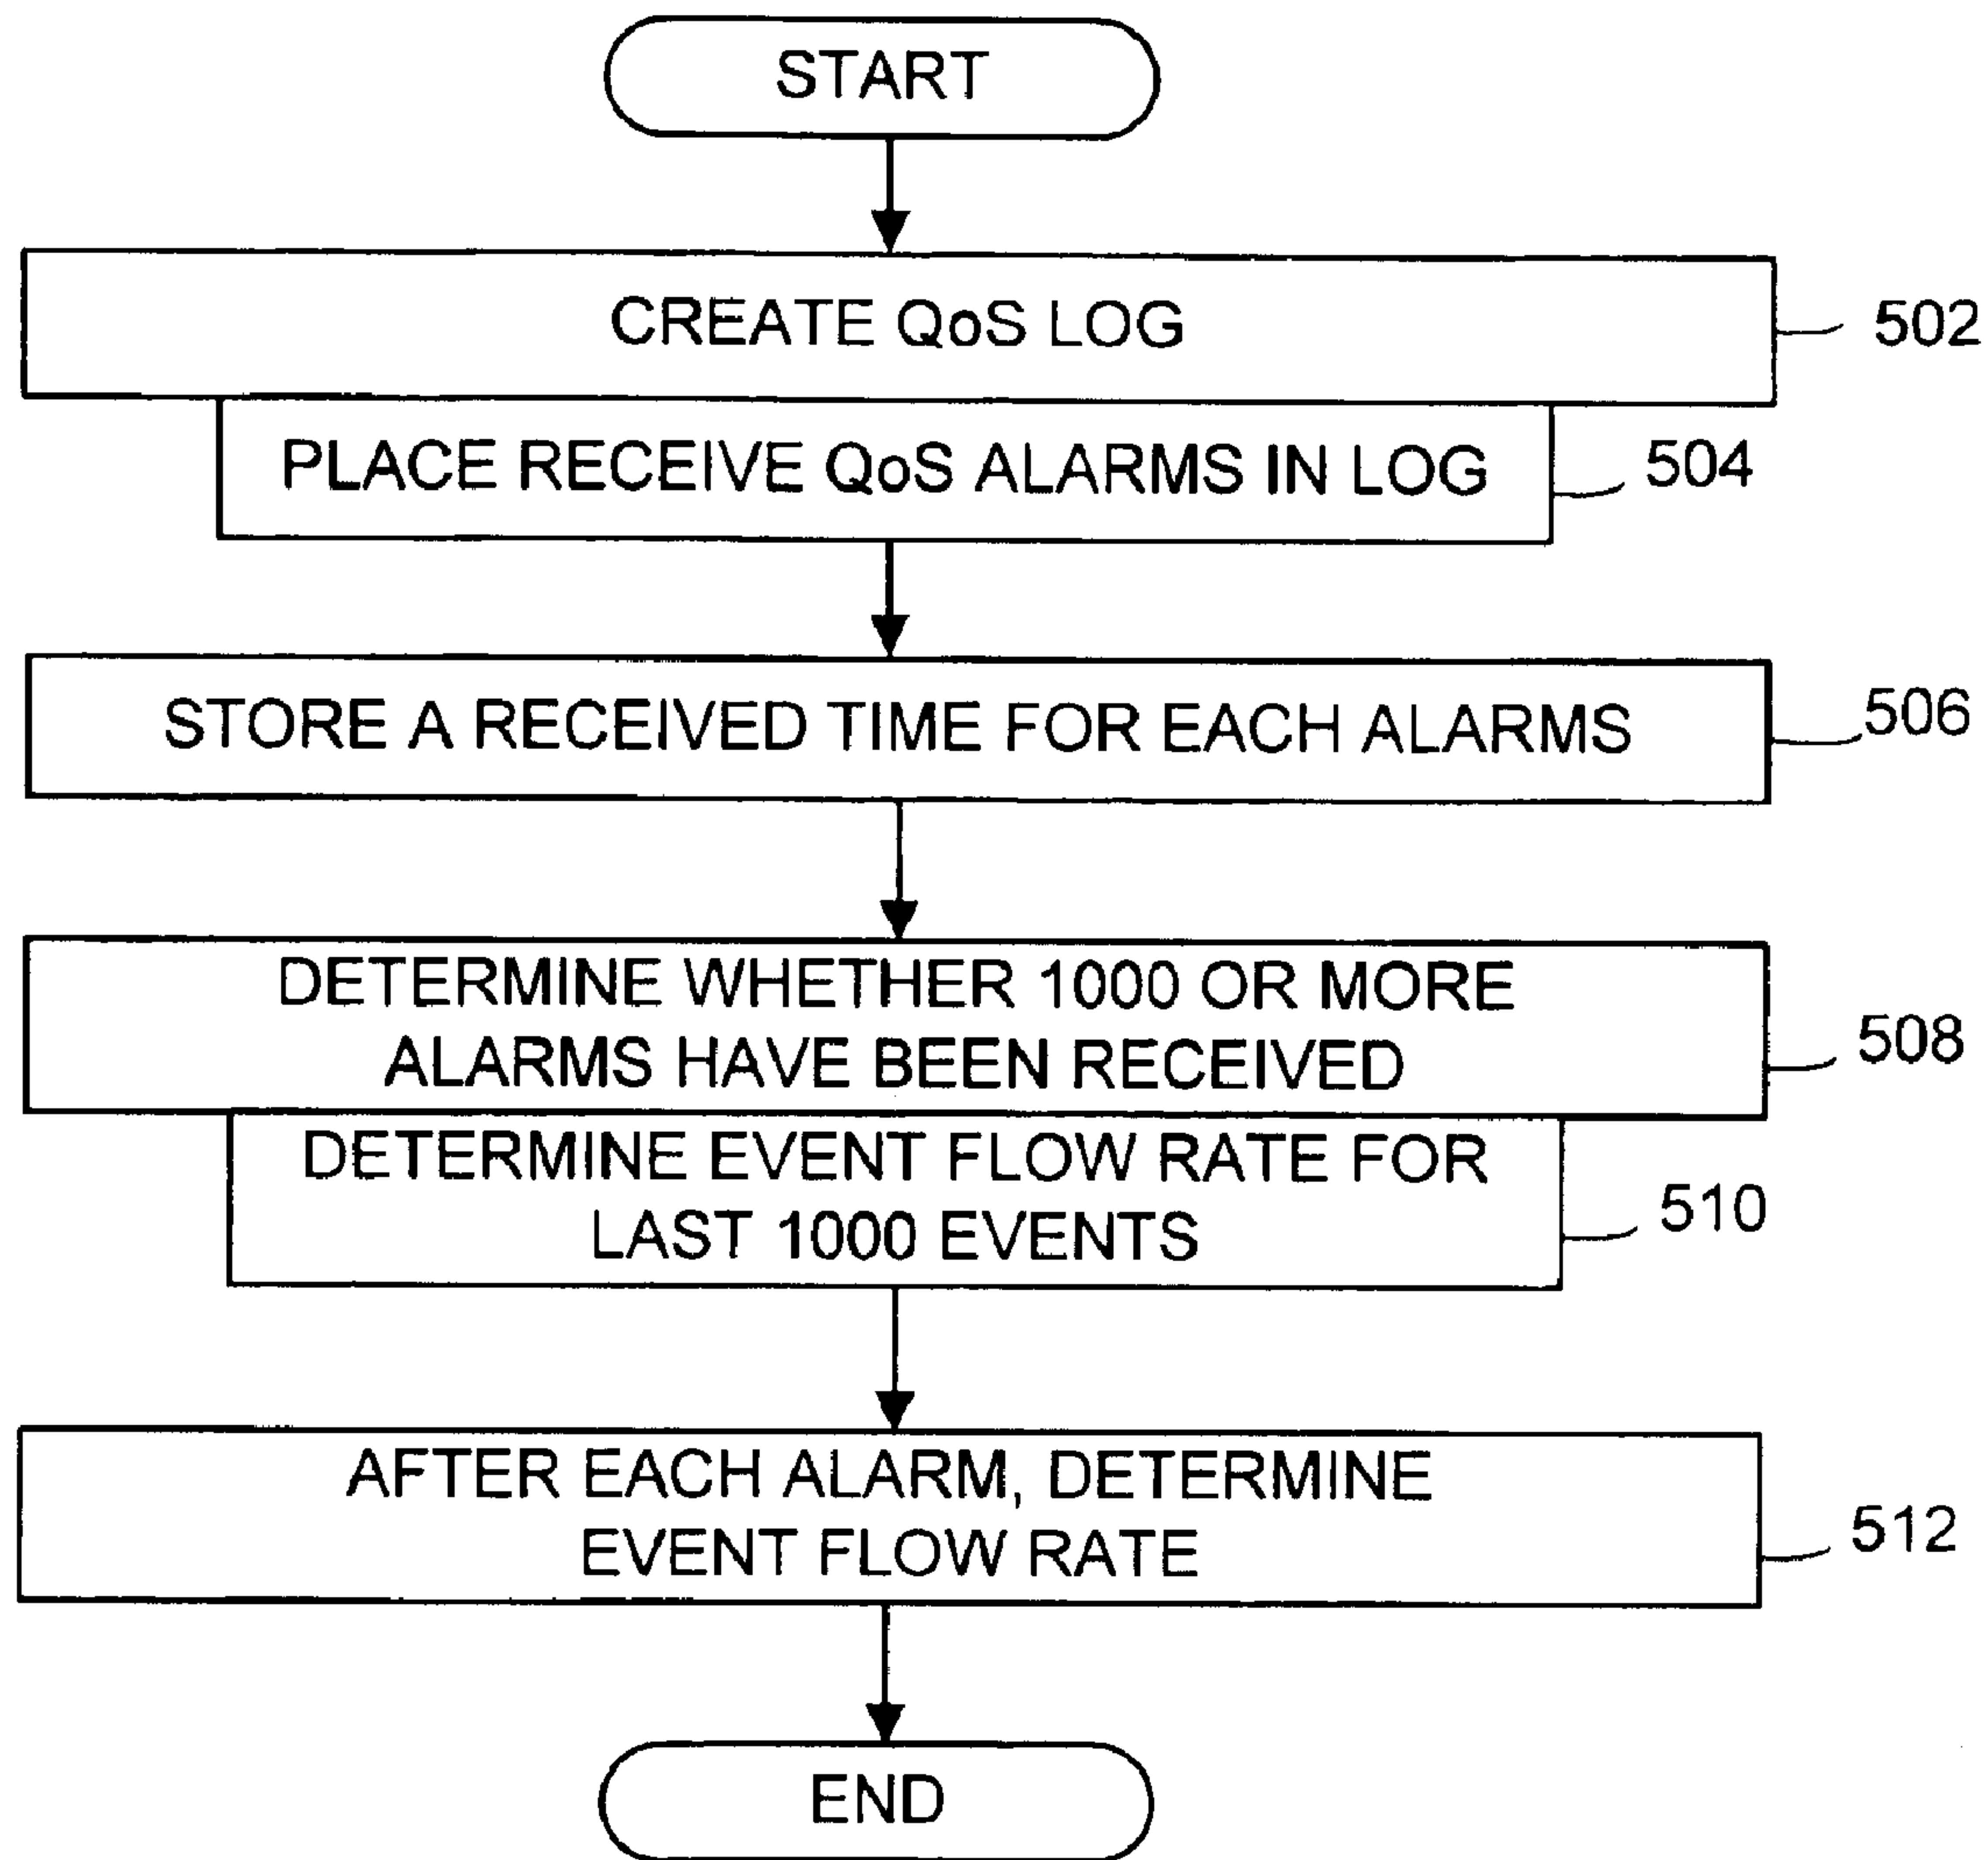 START
CREATE QoS LOG
502
PLACE RECEIVE QoS ALARMS IN LOG
504
STORE A RECEIVED TIME FOR EACH ALARMS
506
DETERMINE WHETHER 1000 OR MORE
ALARMS HAVE BEEN RECEIVED
508
DETERMINE EVENT FLOW RATE FOR
LAST 1000 EVENTS
510
AFTER EACH ALARM, DETERMINE
EVENT FLOW RATE
512
END